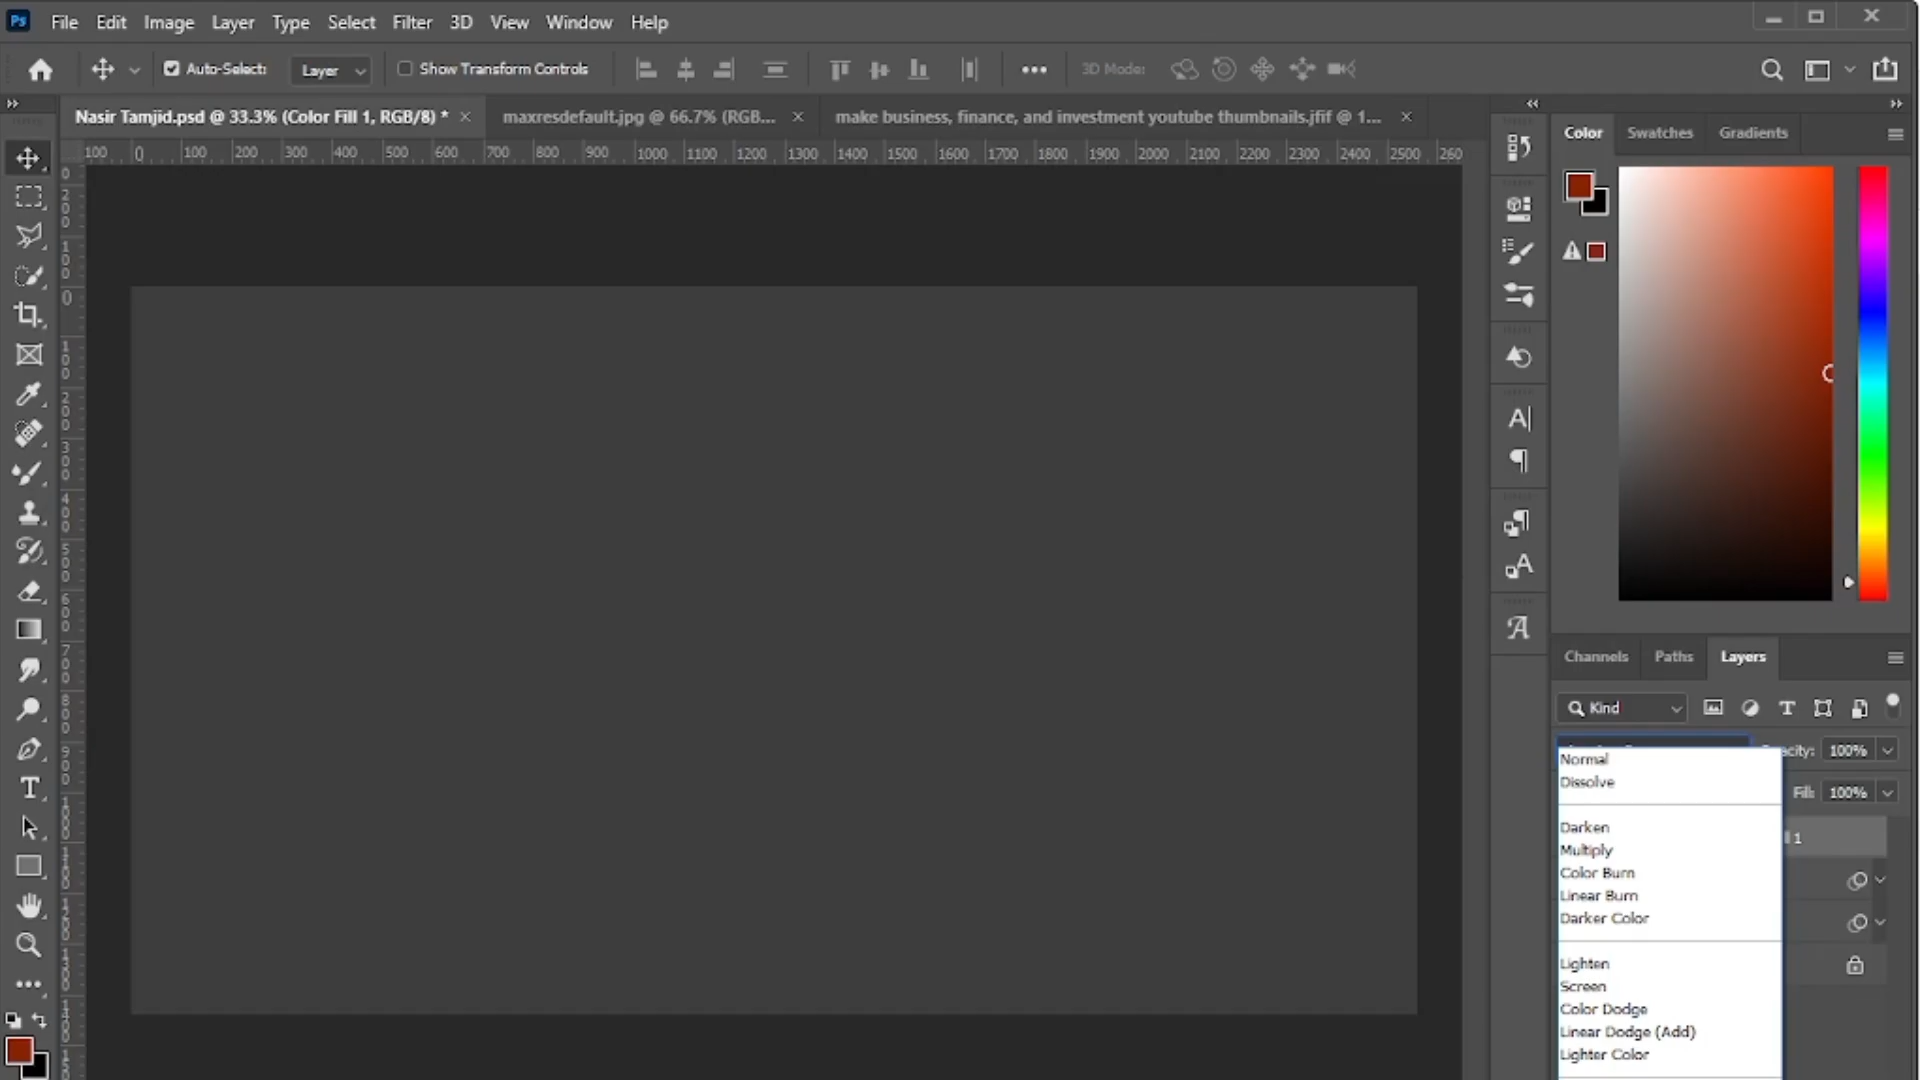 Ps File Edit Image Layer Type Select Filter 3D View Window Help
Auto-Select: Layer Show Transform Controls 3D Mode:
Nasir Tamjid.psd @ 33.3% (Color Fill 1, RGB/8) * maxresdefault.jpg @ 66.7% (RGB... make business, finance, and investment youtube thumbnails.jfif @ 1...
100 0 100 200 300 400 500 600 700 800 900 1000 1100 1200 1300 1400 1500 1600 1700 1800 1900 2000 2100 2200 2300 2400 2500 260
Color Swatches Gradients
Channels Paths Layers
Kind
Opacity: 100%
Normal
Dissolve
Fill: 100%
Darken
1
Multiply
Color Burn
Linear Burn
Darker Color
Lighten
Screen
Color Dodge
Linear Dodge (Add)
Lighter Color